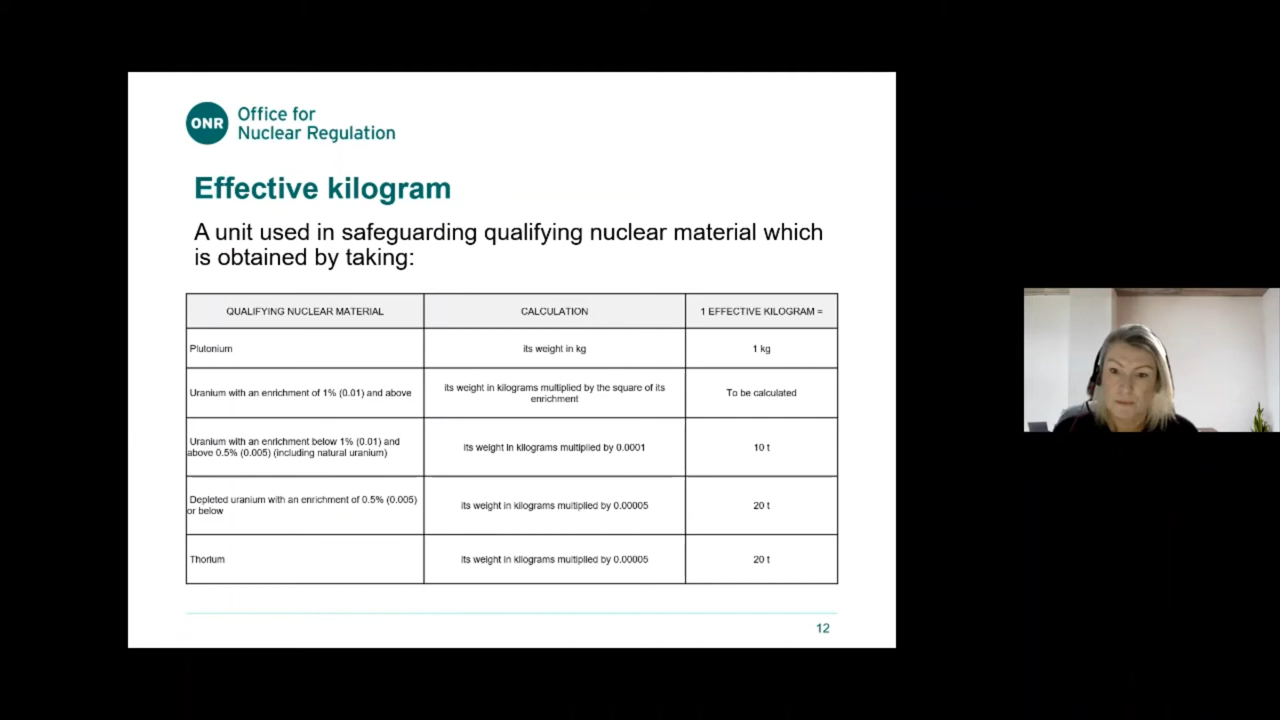 ONR
Office for
Nuclear Regulation
Effective kilogram
A unit used in safeguarding qualifying nuclear material which
is obtained by taking:
QUALIFYING NUCLEAR MATERIAL
CALCULATION
1 EFFECTIVE KILOGRAM =
Plutonium
its weight in kg
1 kg
Uranium with an enrichment of 1% (0.01) and above
its weight in kilograms multiplied by the square of its
enrichment
To be calculated
Uranium with an enrichment below 1% (0.01) and
above 0.5% (0.005) (including natural uranium)
its weight in kilograms multiplied by 0.0001
10 t
Depleted uranium with an enrichment of 0.5% (0.005)
or below
its weight in kilograms multiplied by 0.00005
20 t
Thorium
its weight in kilograms multiplied by 0.00005
20 t
12